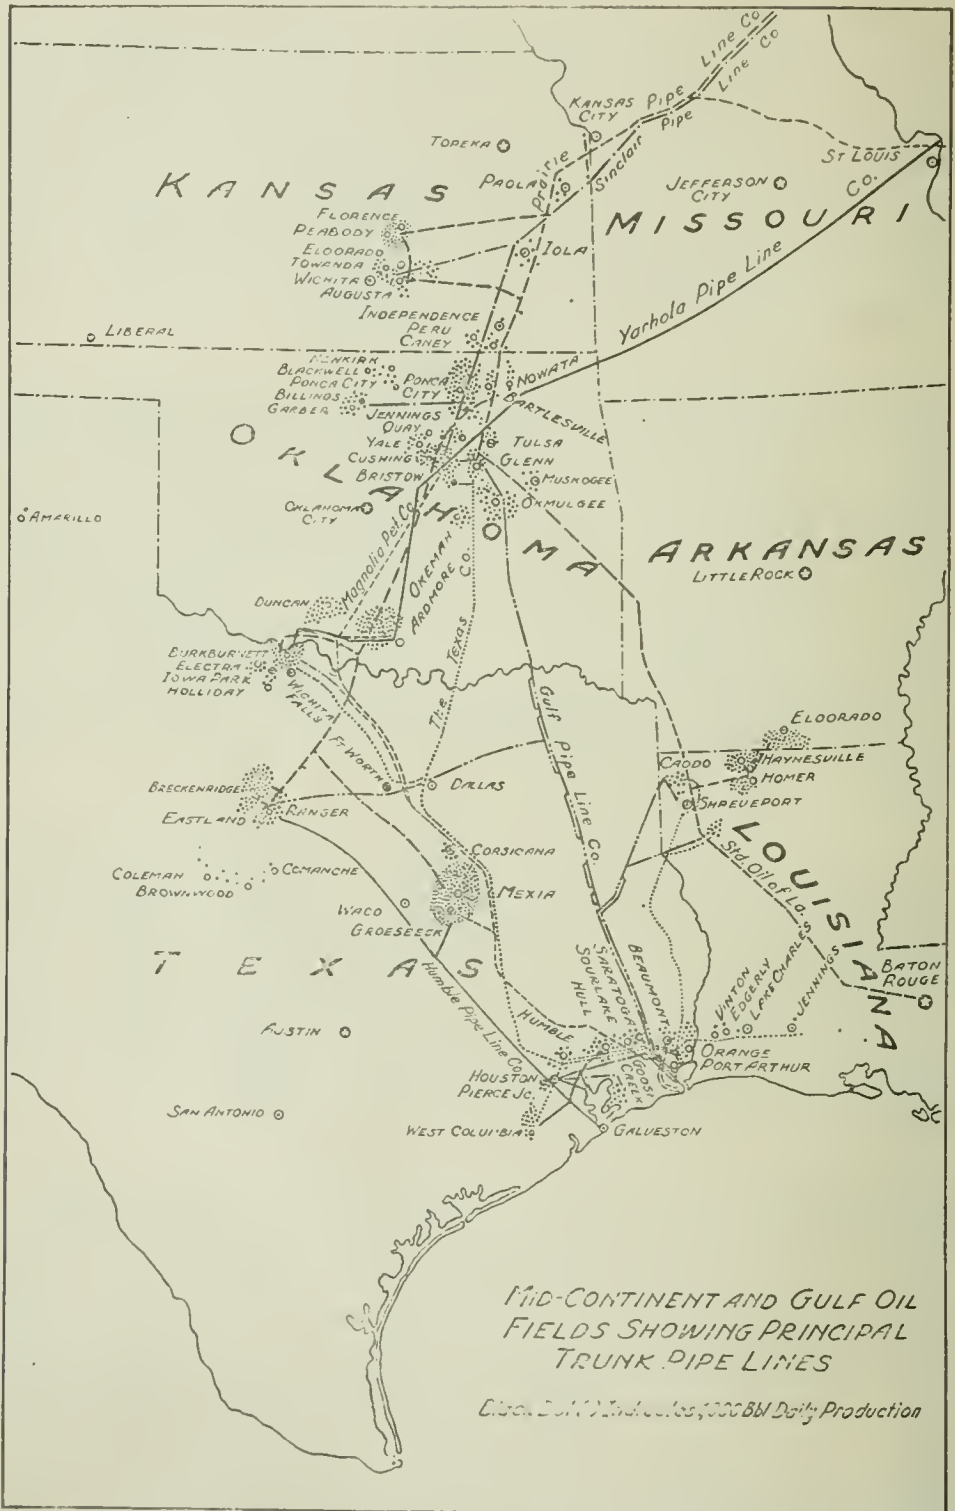 Line Co
Line Co
Pipe
Pipe
Prairie
Sinclair
KANSAS
CITY
TOPEKA
ST LOUIS
PAOLA
JEFFERSON
CITY
KANSAS
MISSOURI
Co.
FLORENCE
PEABODY
ELDORADO
TOWANDA
WICHITA
AUGUSTA
IOLA
Yarhola Pipe Line
INDEPENDENCE
PERU
CANEY
LIBERAL
BLACKWELL
PONCA CITY
BILLINGS
GARBER
PONCA
CITY
NOWATA
BARTLESVILLE
JENNINGS
QUAY
YALE
CUSHING
BRISTOW
TULSA
GLENN
MUSKOGEE
OKMULGEE
OKLAHOMA
OKLAHOMA
CITY
AMARILLO
ARKANSAS
LITTLE ROCK
Magnolia Pet. Co.
OKEMAH
ARDMORE
DUNCAN
The Texas Co
BURKBURNETT
ELECTRA
IOWA PARK
HOLLIDAY
WICHITA
FALLS
Gulf Pipe Line Co.
ELDORADO
HAYNESVILLE
HOMER
CADDO
SHREVEPORT
FT WORTH
DALLAS
BRECKENRIDGE
EASTLAND
RANGER
LOUISIANA
Std. Oil of La.
CORSICANA
COMANCHE
COLEMAN
BROWNWOOD
MEXIA
WACO
GROESEECK
TEXAS
Humble Pipe Line Co.
HUMBLE
HULL
SOURLAKE
SARATOGA
BEAUMONT
VINTON
EDGERLY
LAKE CHARLES
JENNINGS
BATON
ROUGE
AUSTIN
ORANGE
PORT ARTHUR
HOUSTON
PIERCE JC.
GOOSE
CREEK
SAN ANTONIO
WEST COLUMBIA
GALVESTON
MID-CONTINENT AND GULF OIL
FIELDS SHOWING PRINCIPAL
TRUNK PIPE LINES
Bbl Daily Production